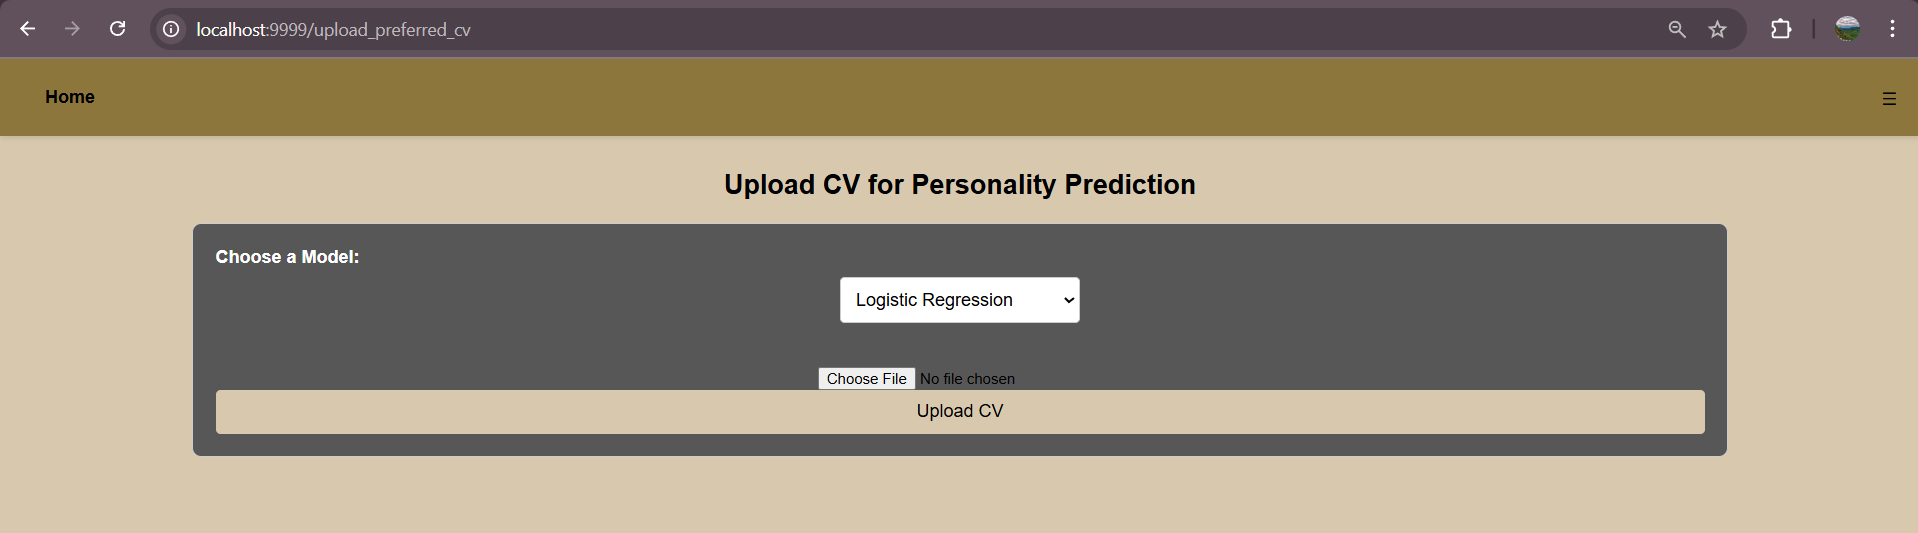 localhost:9999/upload_preferred_cv
Home
☰
Upload CV for Personality Prediction
Choose a Model:
Logistic Regression
Choose File No file chosen
Upload CV